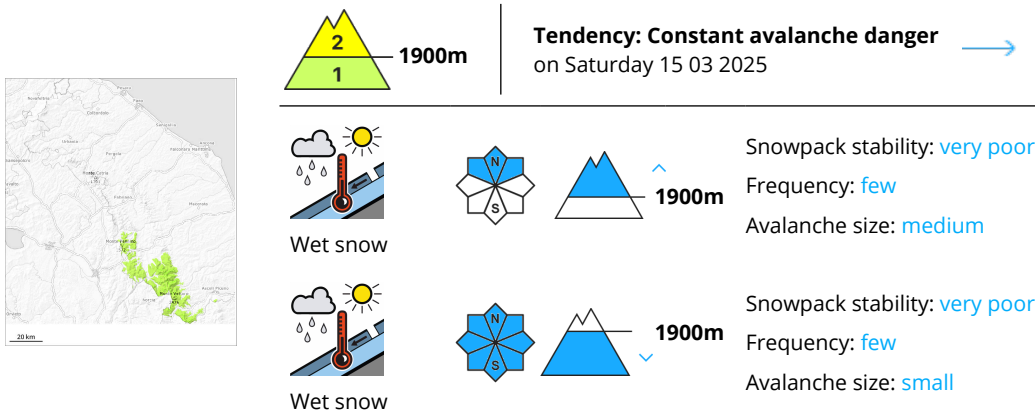 2
1
1900m
Tendency: Constant avalanche danger
on Saturday 15 03 2025
N
S
1900m
Snowpack stability: very poor
Frequency: few
Avalanche size: medium
Wet snow
N
S
1900m
Snowpack stability: very poor
Frequency: few
Avalanche size: small
Wet snow
20 km